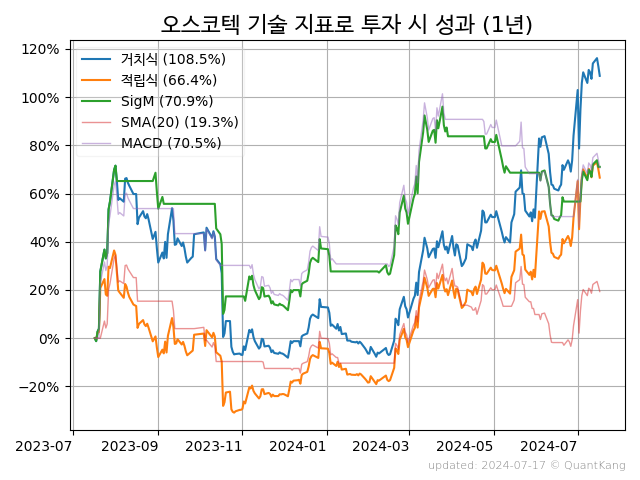 오스코텍 기술 지표로 투자 시 성과 (1년)
120%
100%
80%
60%
40%
20%
0%
−20%
거치식 (108.5%)
적립식 (66.4%)
SigM (70.9%)
SMA(20) (19.3%)
MACD (70.5%)
2023-07
2023-09
2023-11
2024-01
2024-03
2024-05
2024-07
updated: 2024-07-17 © QuantKang